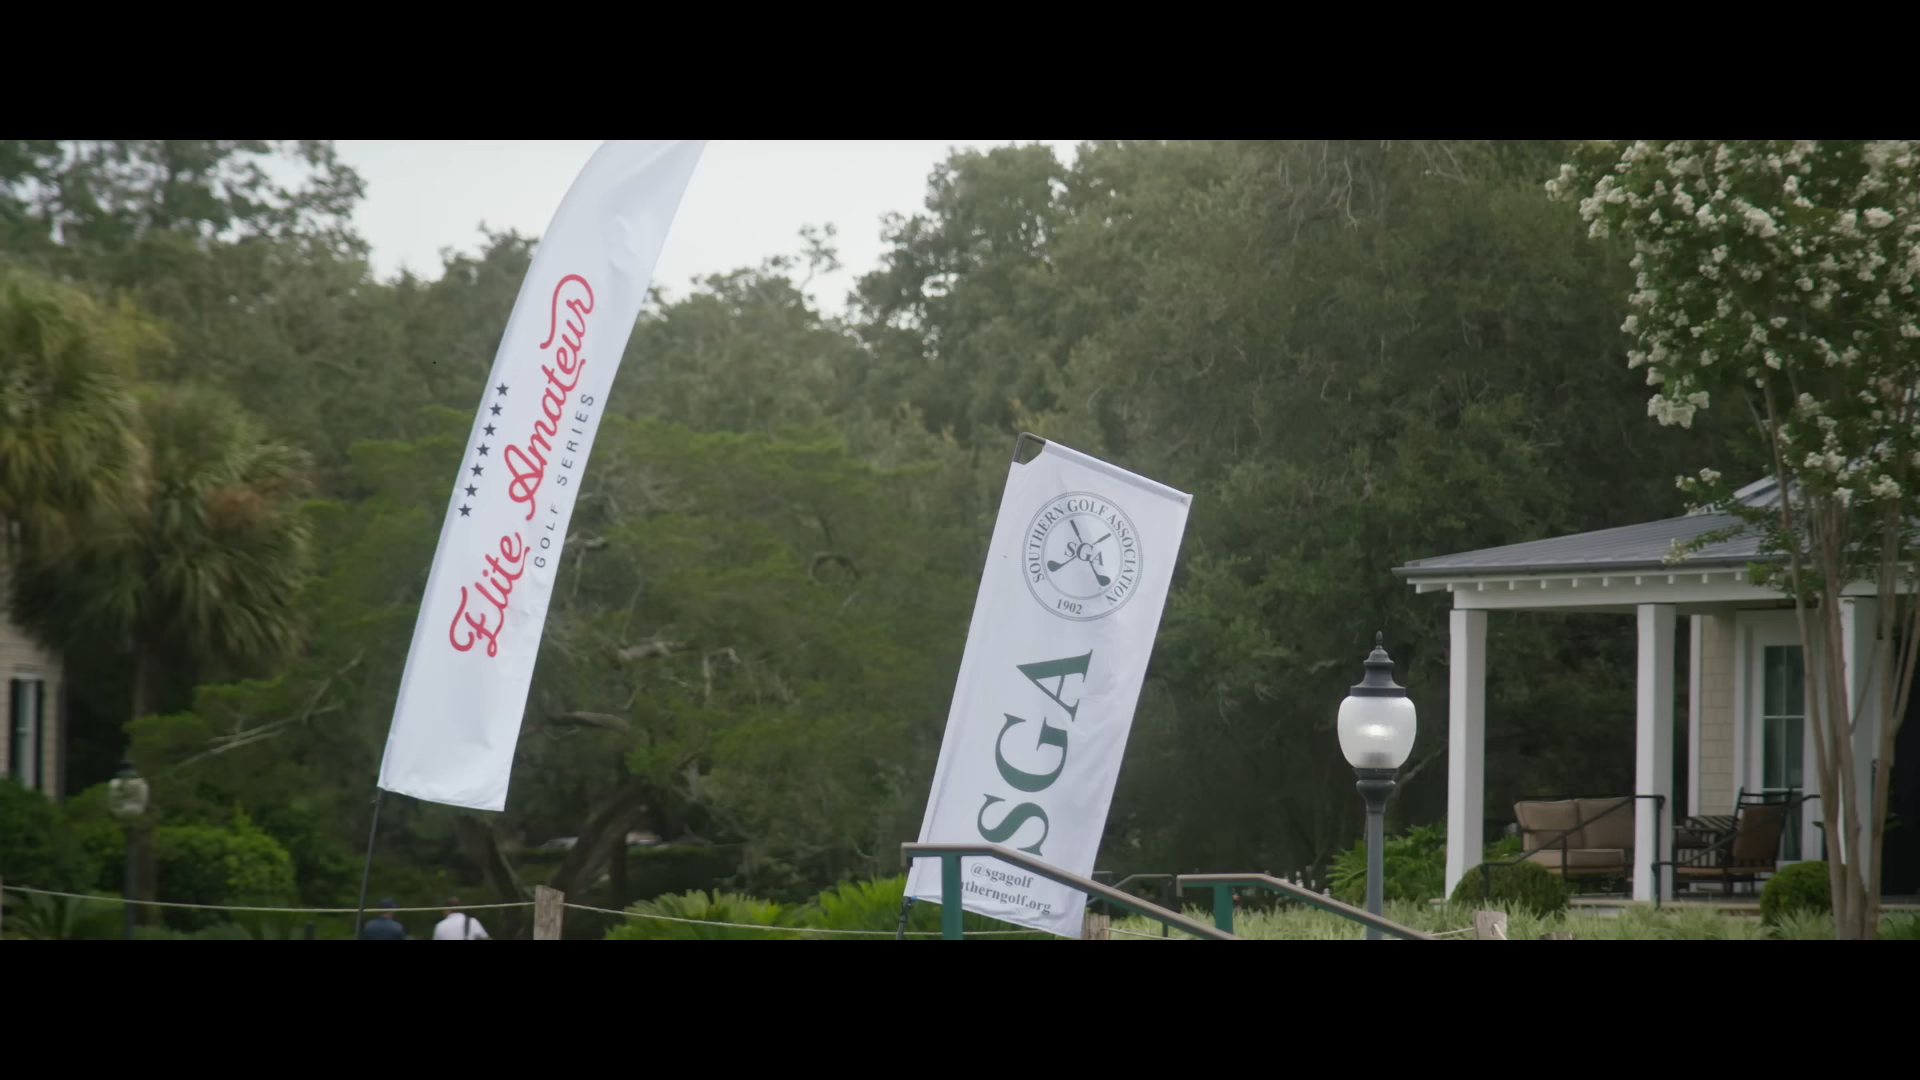 Elite Amateur
GOLF SERIES
SOUTHERN GOLF ASSOCIATION
SGA
1902
SGA
@sgagolf